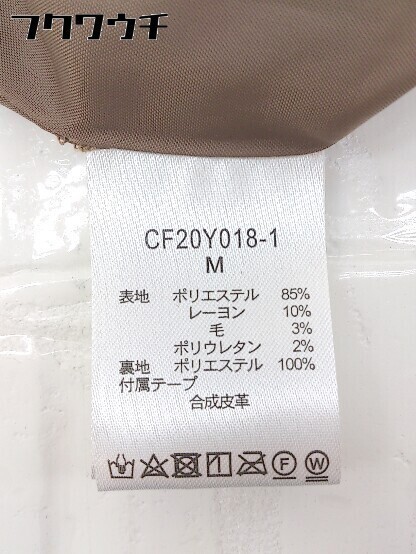 フクワウチ
CF20Y018-1
M
表地 ポリエステル 85%
レーヨン 10%
毛 3%
ポリウレタン 2%
裏地 ポリエステル 100%
付属テープ
合成皮革
F W